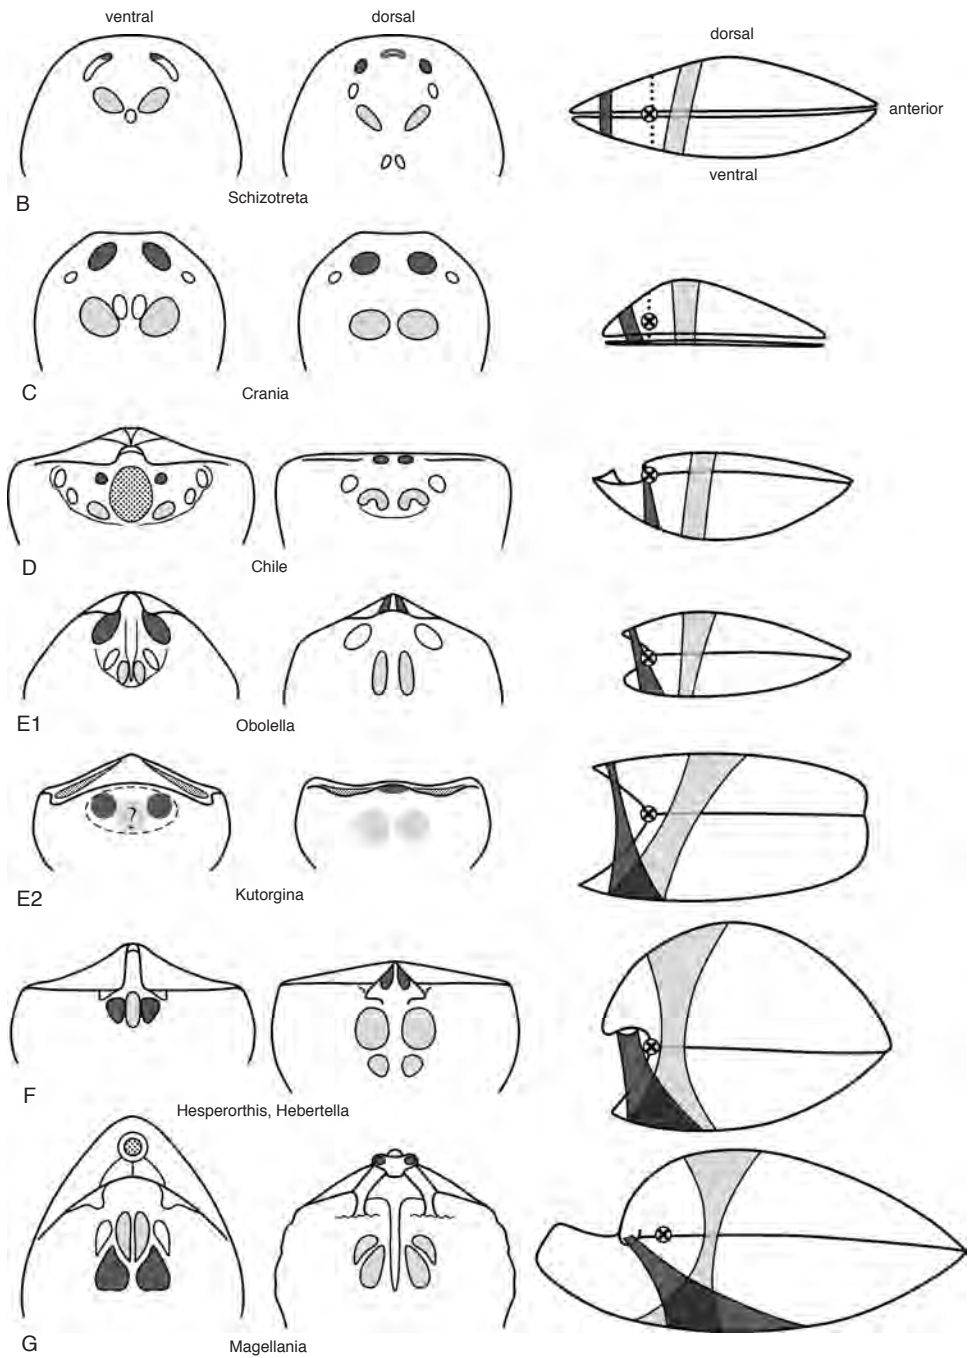 ventral
dorsal
dorsal
anterior
ventral
B
Schizotreta
C
Crania
D
Chile
E1
Obolella
?
E2
Kutorgina
F
Hesperorthis, Hebertella
G
Magellania